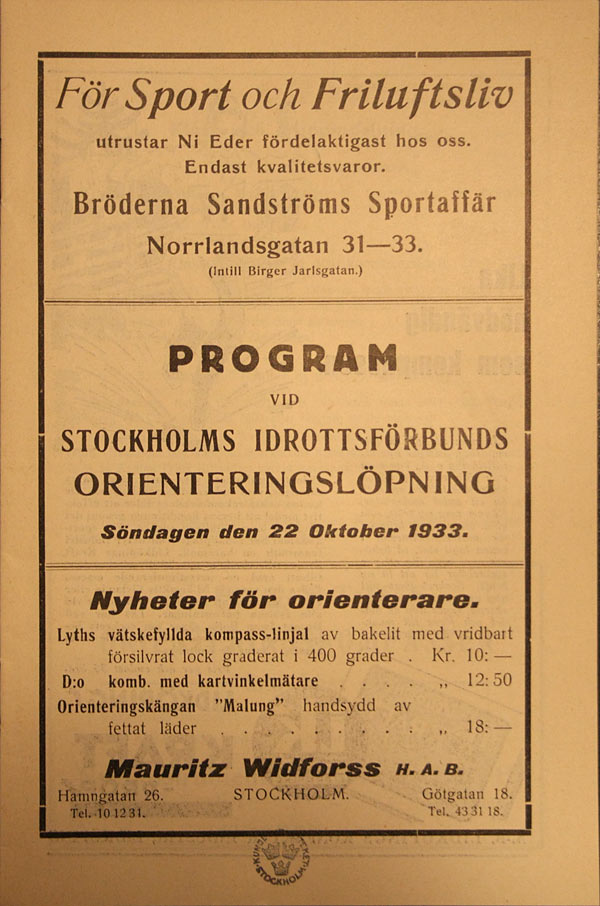 För Sport och Friluftsliv
utrustar Ni Eder fördelaktigast hos oss.
Endast kvalitetsvaror.
Bröderna Sandströms Sportaffär
Norrlandsgatan 31—33.
(Intill Birger Jarlsgatan.)
PROGRAM
VID
STOCKHOLMS IDROTTSFÖRBUNDS
ORIENTERINGSLÖPNING
Söndagen den 22 Oktober 1933.
Nyheter för orienterare.
Lyths vätskefyllda kompass-linjal av bakelit med vridbart
försilvrat lock graderat i 400 grader . Kr. 10: —
D:o komb. med kartvinkelmätare . . . . „ 12: 50
Orienteringskängan "Malung" handsydd av
fettat läder . . . . . . . . . „ 18: —
Mauritz Widforss H. A. B.
Hamngatan 26. STOCKHOLM. Götgatan 18.
Tel. 10 12 31. Tel. 43 31 18.
STOCKHOLM